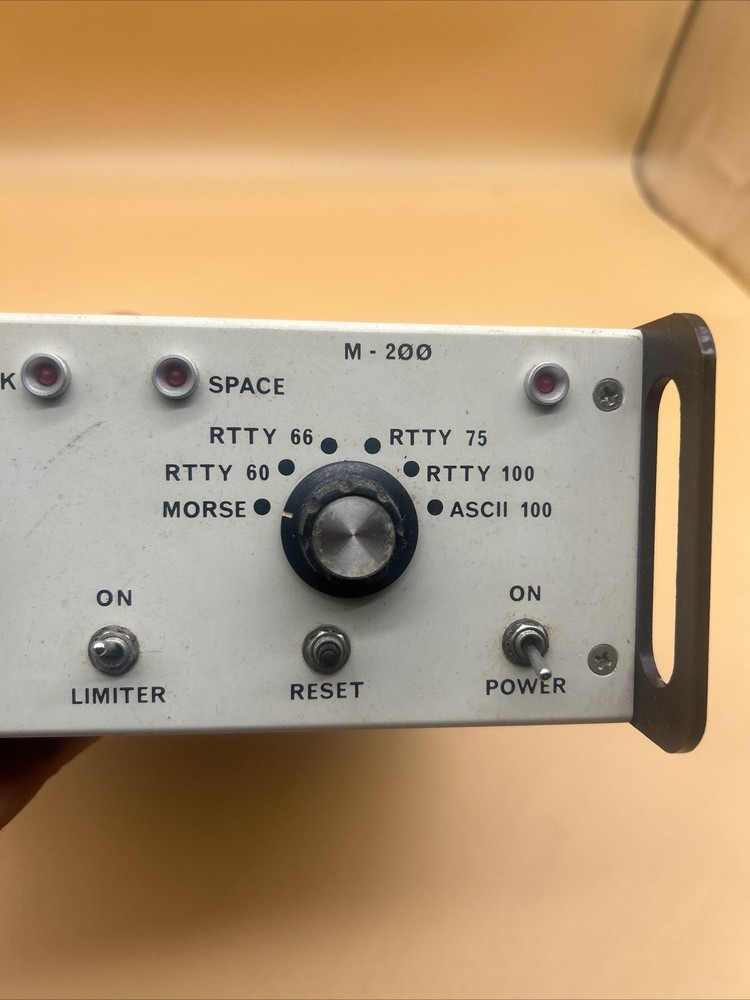 M - 2ØØ
K
SPACE
RTTY 66
RTTY 75
RTTY 60
RTTY 100
MORSE
ASCII 100
ON
ON
LIMITER
RESET
POWER